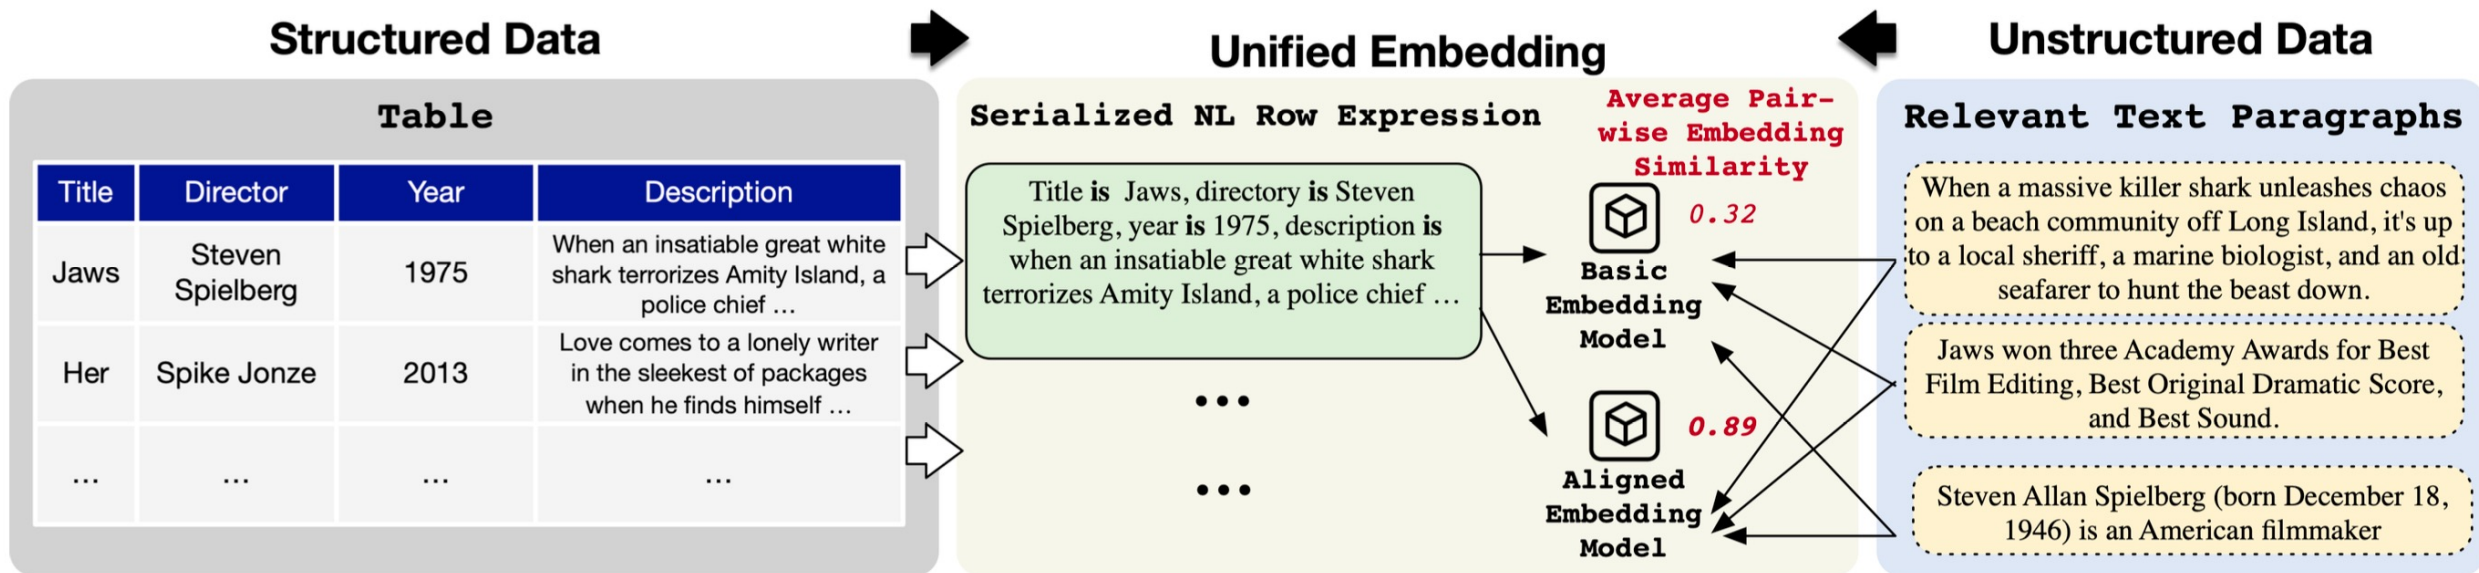 Structured Data
Unified Embedding
Unstructured Data
Table
Title
Director
Year
Description
Jaws
Steven
Spielberg
1975
When an insatiable great white
shark terrorizes Amity Island, a
police chief ...
Her
Spike Jonze
2013
Love comes to a lonely writer
in the sleekest of packages
when he finds himself ...
...
...
...
...
Serialized NL Row Expression
Title is Jaws, directory is Steven
Spielberg, year is 1975, description is
when an insatiable great white shark
terrorizes Amity Island, a police chief ...
...
...
Average Pair-
wise Embedding
Similarity
0.32
Basic
Embedding
Model
0.89
Aligned
Embedding
Model
Relevant Text Paragraphs
When a massive killer shark unleashes chaos
on a beach community off Long Island, it's up
to a local sheriff, a marine biologist, and an old
seafarer to hunt the beast down.
Jaws won three Academy Awards for Best
Film Editing, Best Original Dramatic Score,
and Best Sound.
Steven Allan Spielberg (born December 18,
1946) is an American filmmaker